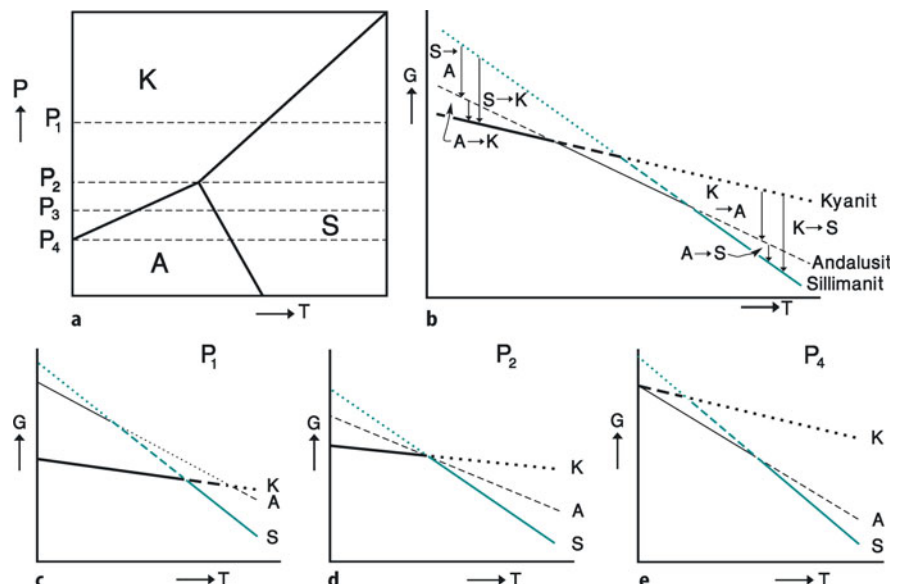 P
K
P₁
P₂
P₃
P₄
S
A
T
a
G
S→
A
S→K
A→K
K
→A
K→S
A→S
Kyanit
Andalusit
Sillimanit
T
b
P₁
G
K
A
S
T
c
P₂
G
K
A
S
T
d
P₄
G
K
A
S
T
e